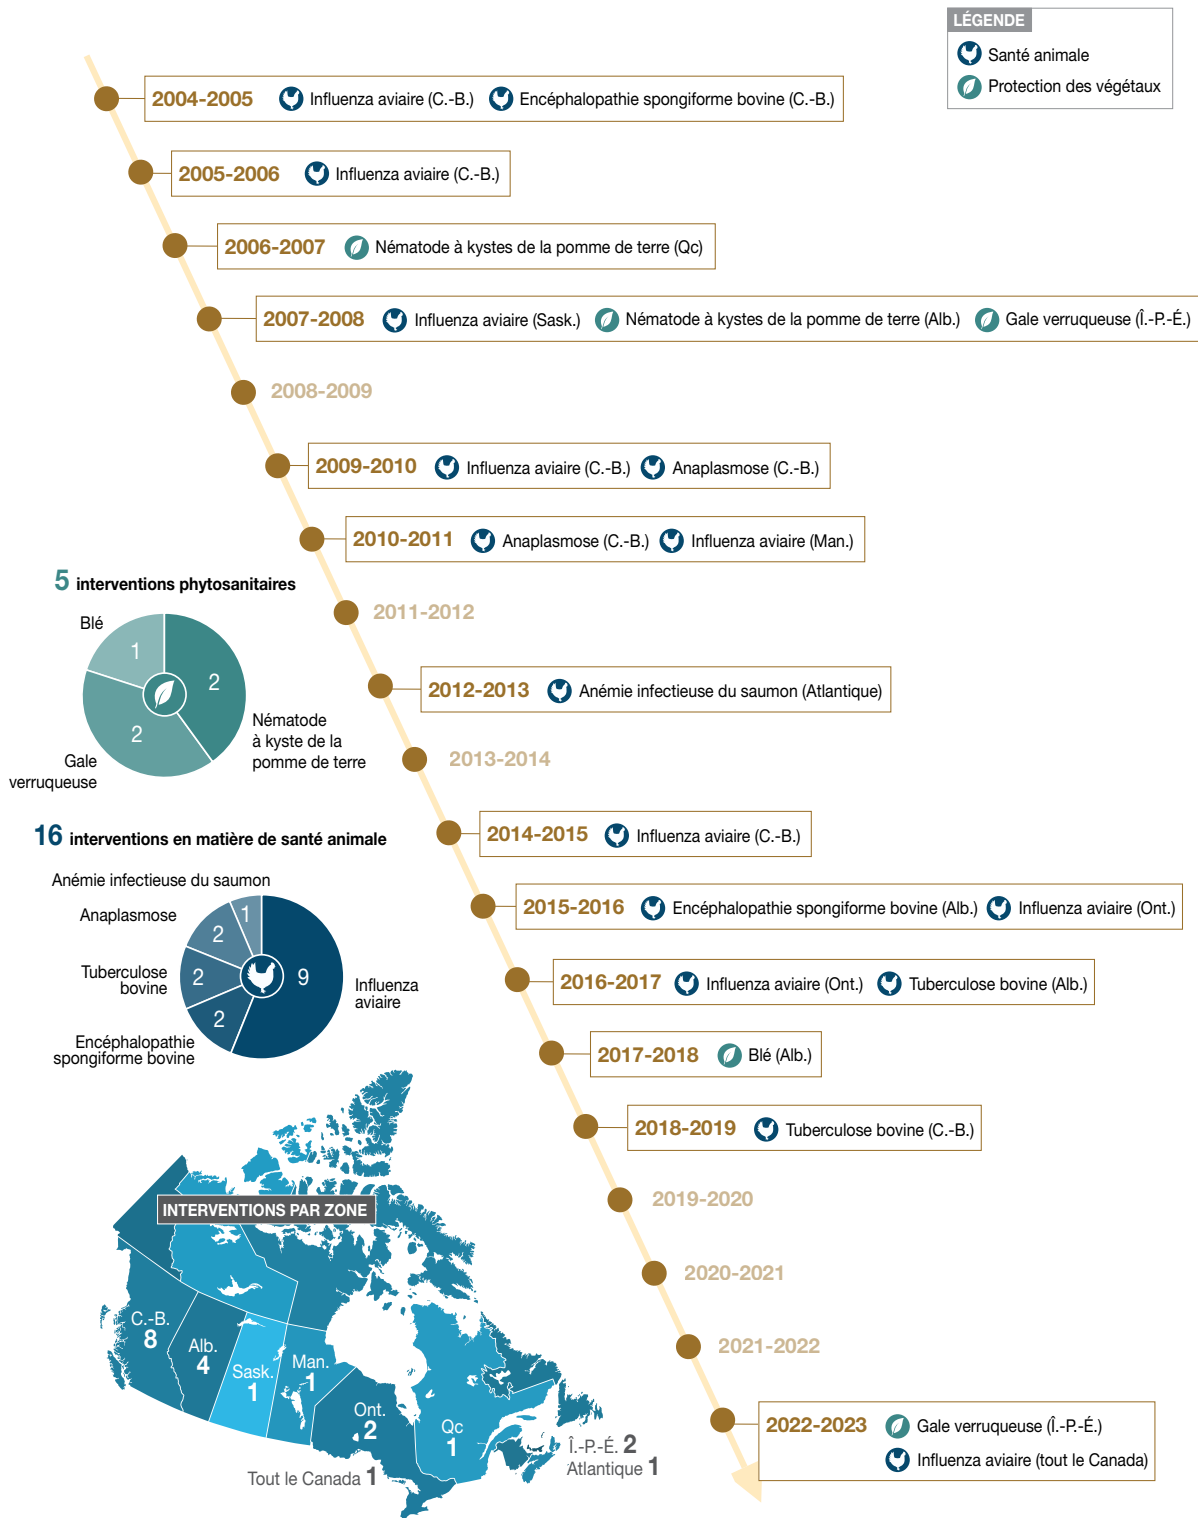 LÉGENDE
Santé animale
Protection des végétaux
2004-2005 Influenza aviaire (C.-B.) Encéphalopathie spongiforme bovine (C.-B.)
2005-2006 Influenza aviaire (C.-B.)
2006-2007 Nématode à kystes de la pomme de terre (Qc)
2007-2008 Influenza aviaire (Sask.) Nématode à kystes de la pomme de terre (Alb.) Gale verruqueuse (Î.-P.-É.)
2008-2009
2009-2010 Influenza aviaire (C.-B.) Anaplasmose (C.-B.)
2010-2011 Anaplasmose (C.-B.) Influenza aviaire (Man.)
2011-2012
2012-2013 Anémie infectieuse du saumon (Atlantique)
2013-2014
2014-2015 Influenza aviaire (C.-B.)
2015-2016 Encéphalopathie spongiforme bovine (Alb.) Influenza aviaire (Ont.)
2016-2017 Influenza aviaire (Ont.) Tuberculose bovine (Alb.)
2017-2018 Blé (Alb.)
2018-2019 Tuberculose bovine (C.-B.)
2019-2020
2020-2021
2021-2022
2022-2023 Gale verruqueuse (Î.-P.-É.)
Influenza aviaire (tout le Canada)
5 interventions phytosanitaires
Blé
1
2
2
Nématode
à kyste de la
pomme de terre
Gale
verruqueuse
16 interventions en matière de santé animale
Anémie infectieuse du saumon
1
Anaplasmose
2
Tuberculose
bovine
2
9
Influenza
aviaire
2
Encéphalopathie
spongiforme bovine
INTERVENTIONS PAR ZONE
C.-B.
8
Alb.
4
Sask.
1
Man.
1
Ont.
2
Qc
1
Î.-P.-É. 2
Atlantique 1
Tout le Canada 1